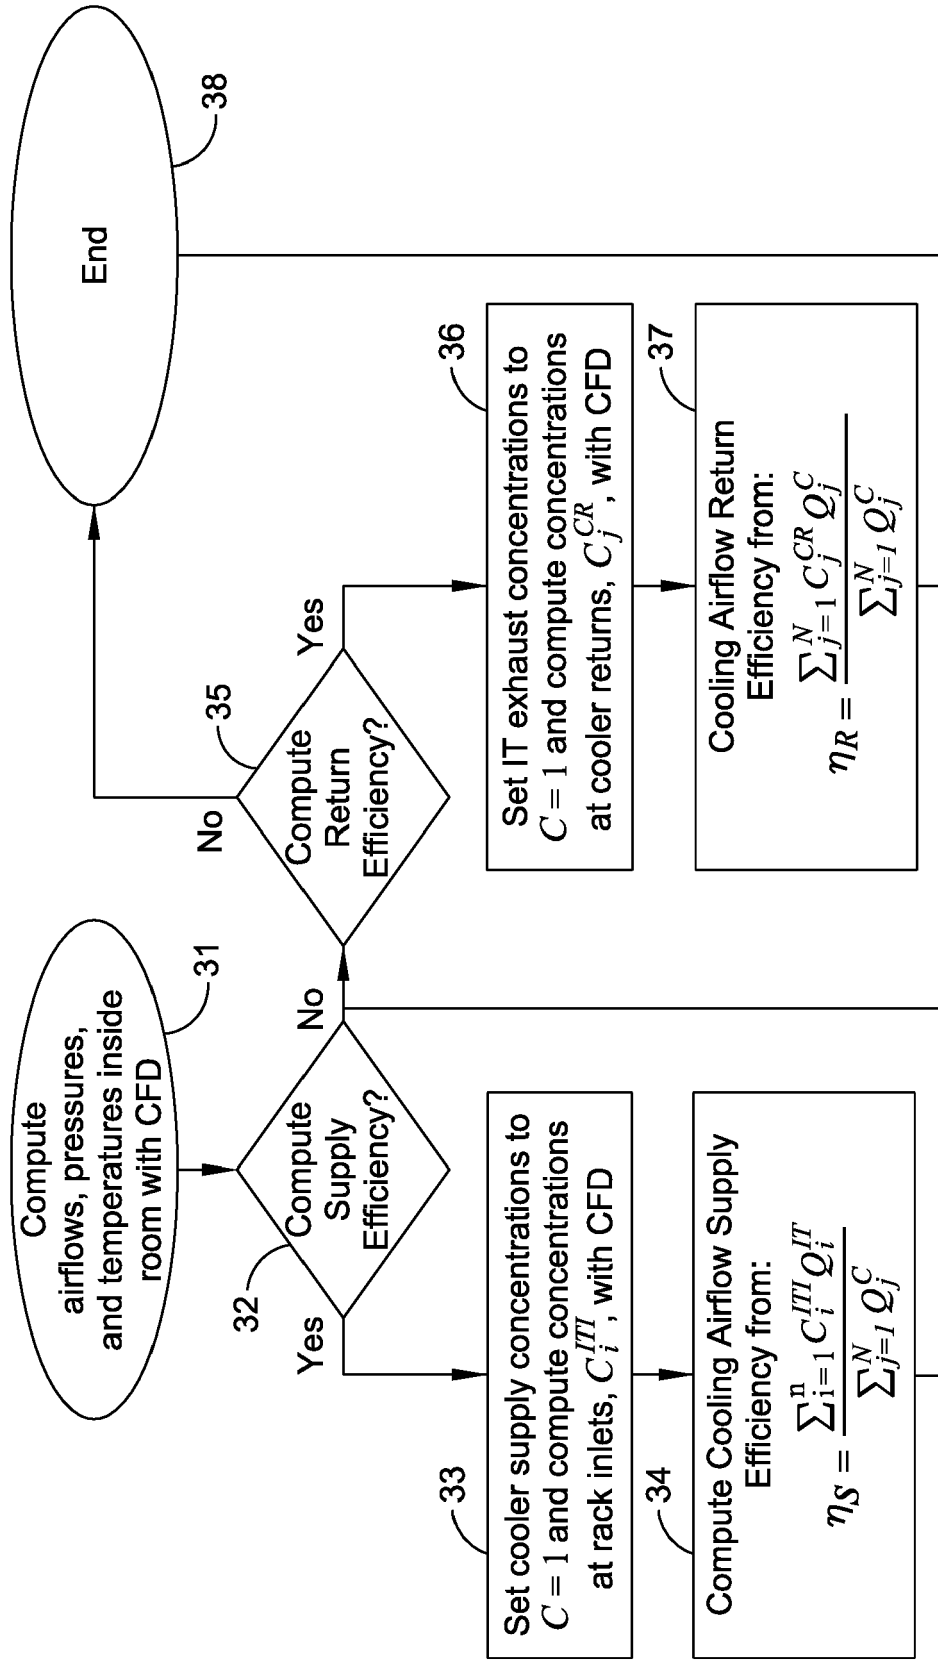 Compute
airflows, pressures,
and temperatures inside
room with CFD
31
Compute
Supply
Efficiency?
32
Yes
No
Set cooler supply concentrations to
C = 1 and compute concentrations
at rack inlets, C_i^{ITI}, with CFD
33
Compute Cooling Airflow Supply
Efficiency from:
η_S = \frac{∑_{i=1}^{n} C_i^{ITI} Q_i^{IT}}{∑_{j=1}^{N} Q_j^C}
34
Compute
Return
Efficiency?
35
No
Yes
Set IT exhaust concentrations to
C = 1 and compute concentrations
at cooler returns, C_j^{CR}, with CFD
36
Cooling Airflow Return
Efficiency from:
η_R = \frac{∑_{j=1}^{N} C_j^{CR} Q_j^C}{∑_{j=1}^{N} Q_j^C}
37
End
38